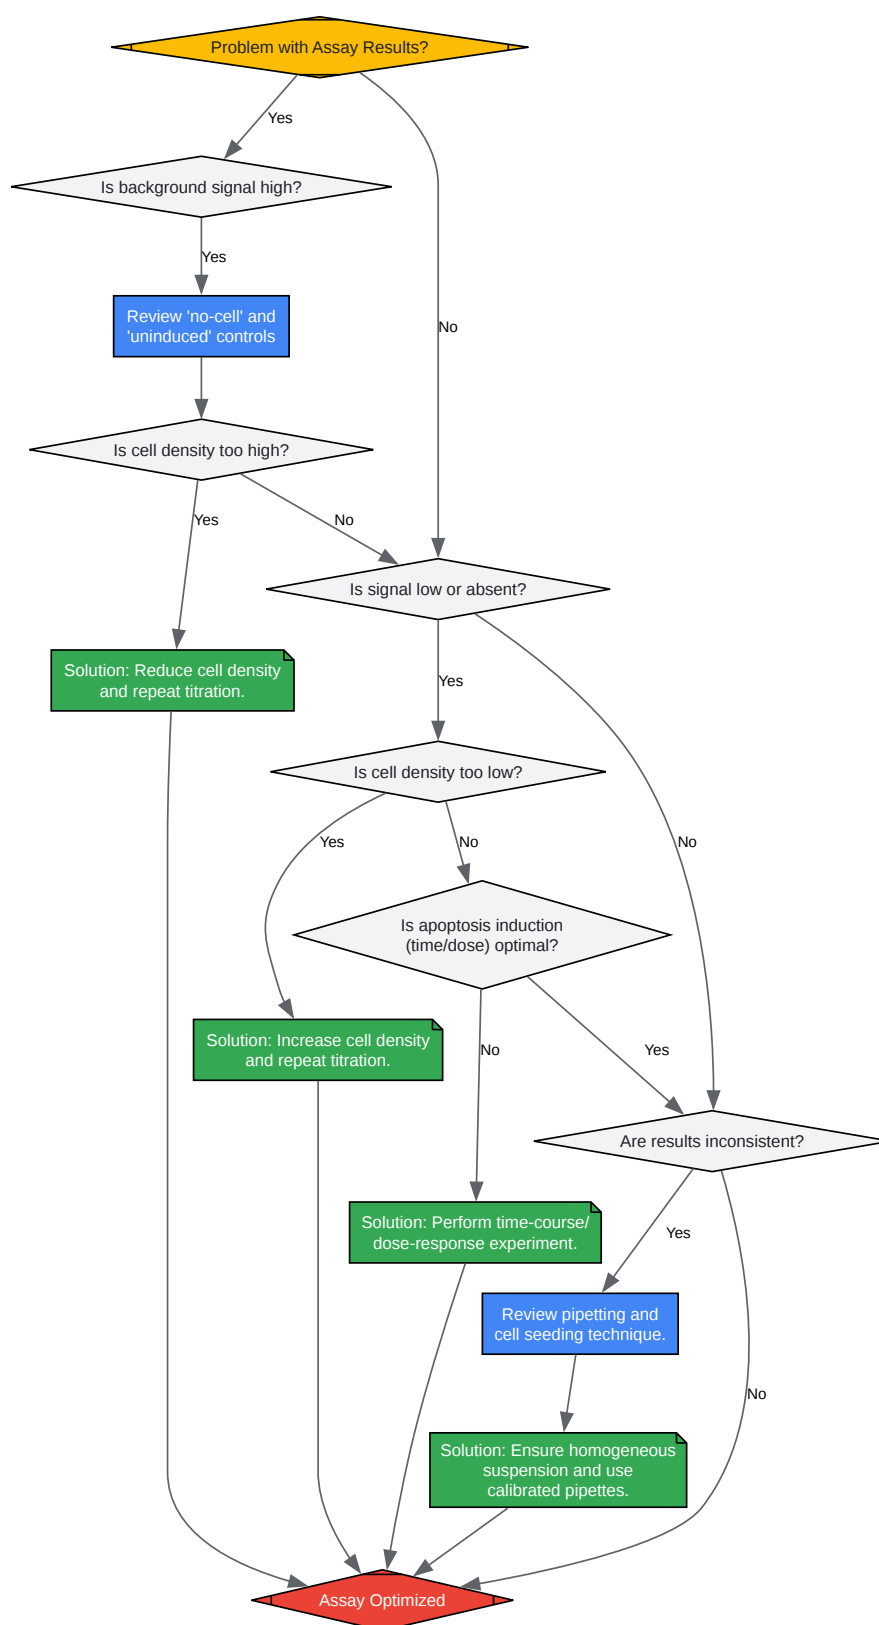 Problem with Assay Results?
Yes
Is background signal high?
Yes
Review 'no-cell' and
'uninduced' controls
No
Is cell density too high?
Yes
No
Is signal low or absent?
Solution: Reduce cell density
and repeat titration.
Yes
Is cell density too low?
Yes
No
No
Is apoptosis induction
(time/dose) optimal?
Solution: Increase cell density
and repeat titration.
No
Yes
Are results inconsistent?
Solution: Perform time-course/
dose-response experiment.
Yes
Review pipetting and
cell seeding technique.
No
Solution: Ensure homogeneous
suspension and use
calibrated pipettes.
Assay Optimized